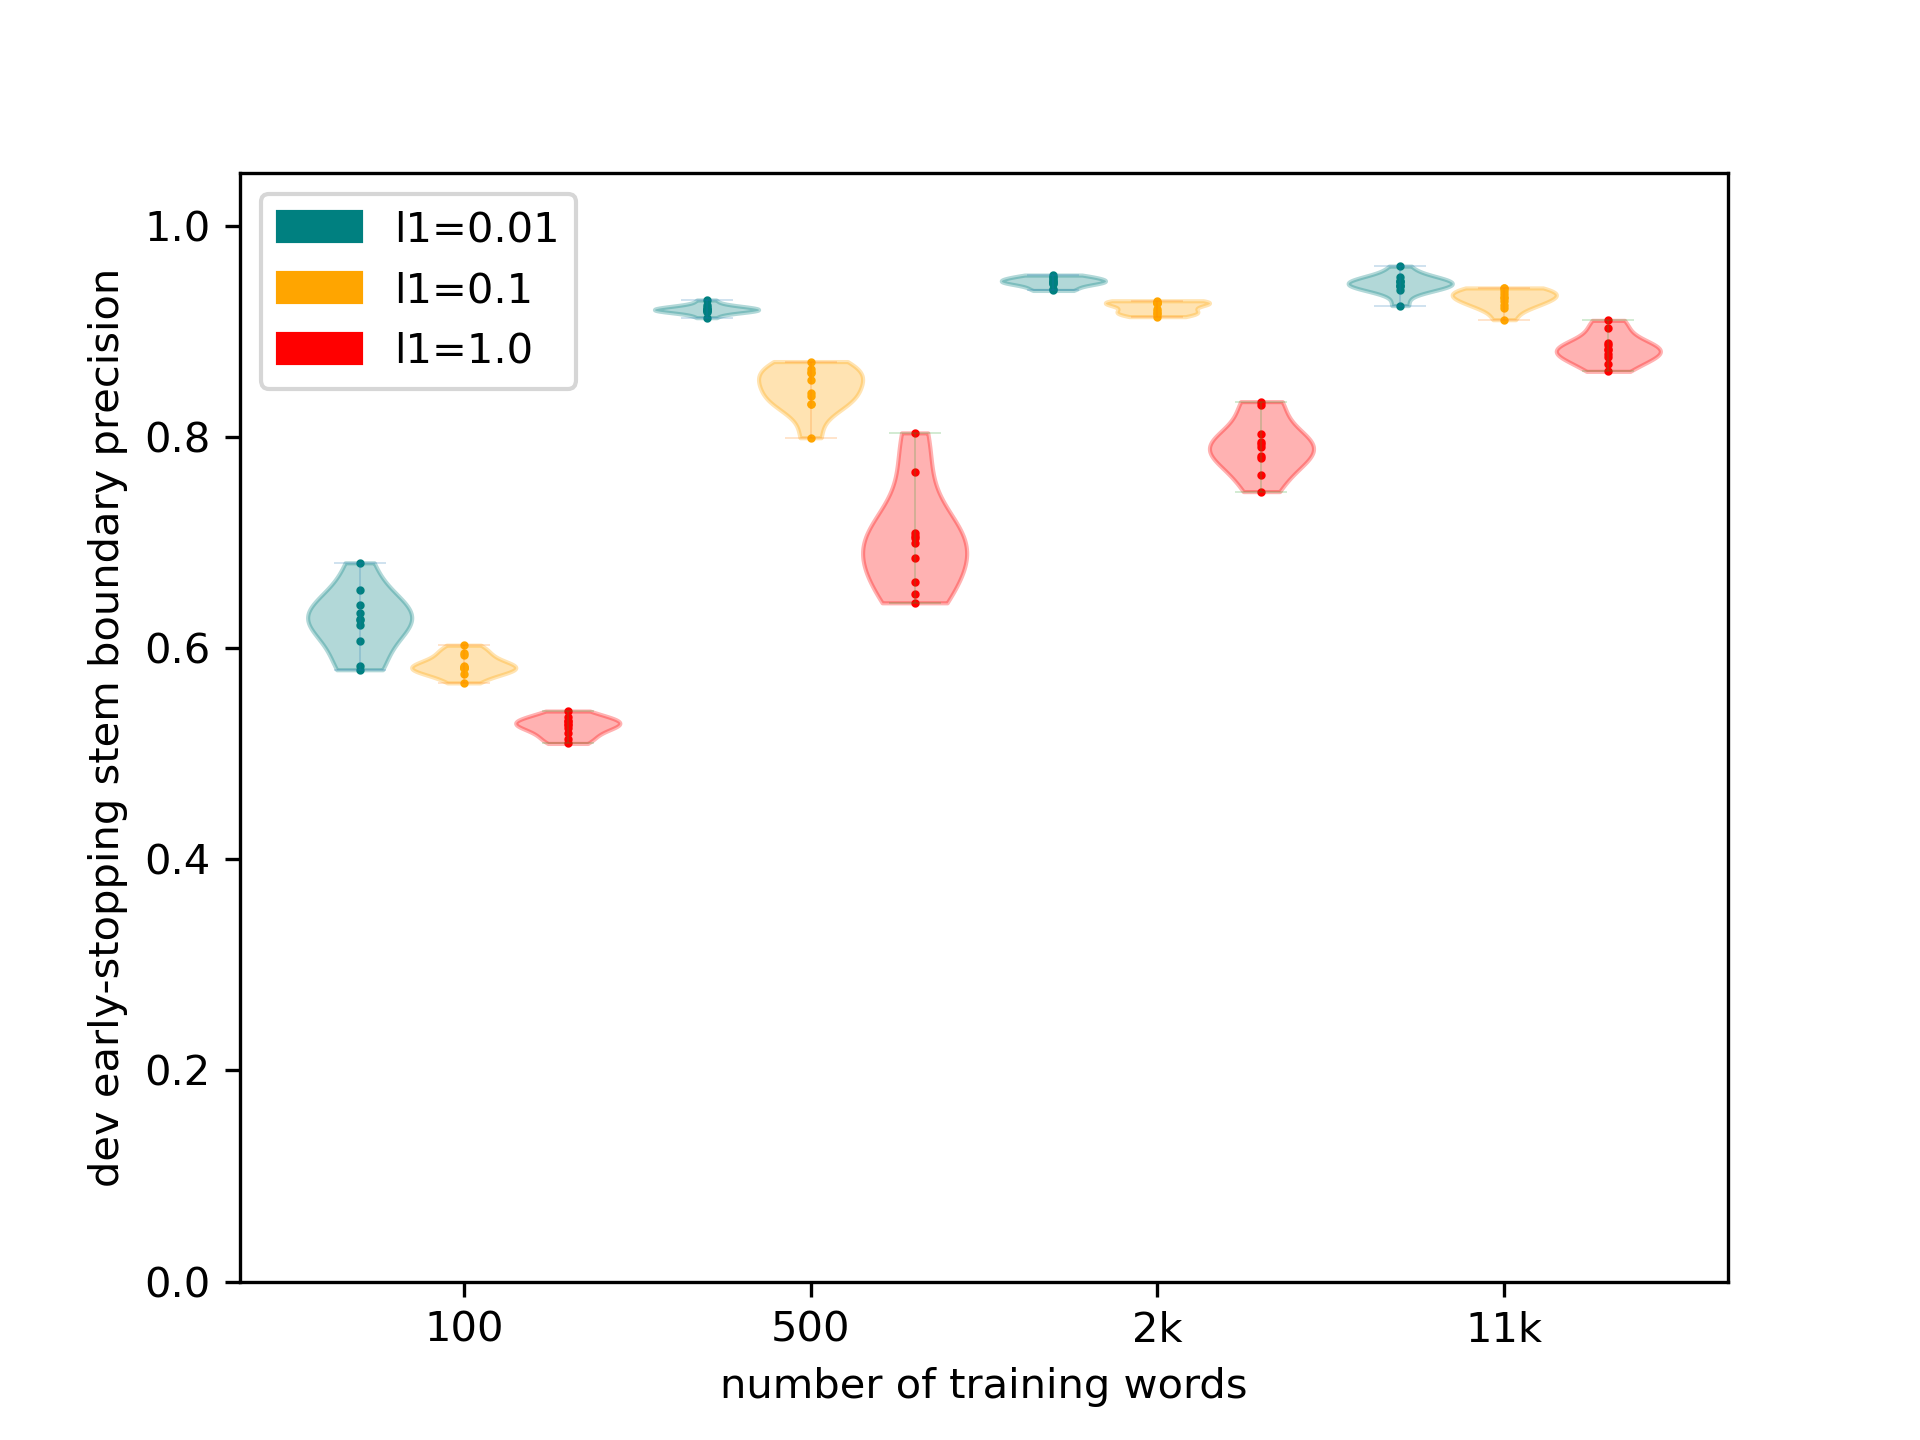 l1=0.01
l1=0.1
l1=1.0
1.0
0.8
0.6
0.4
0.2
0.0
dev early-stopping stem boundary precision
100 500 2k 11k
number of training words